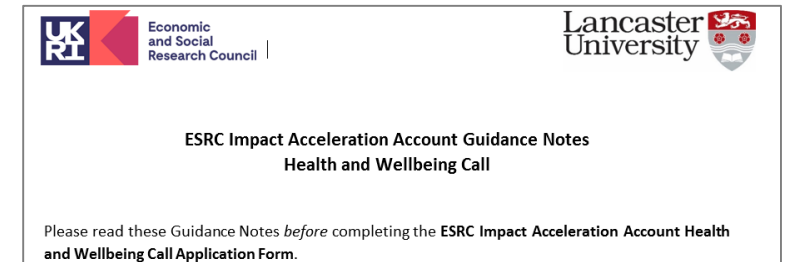 UK
RI
Economic
and Social
Research Council
Lancaster
University
ESRC Impact Acceleration Account Guidance Notes
Health and Wellbeing Call
Please read these Guidance Notes before completing the ESRC Impact Acceleration Account Health
and Wellbeing Call Application Form.